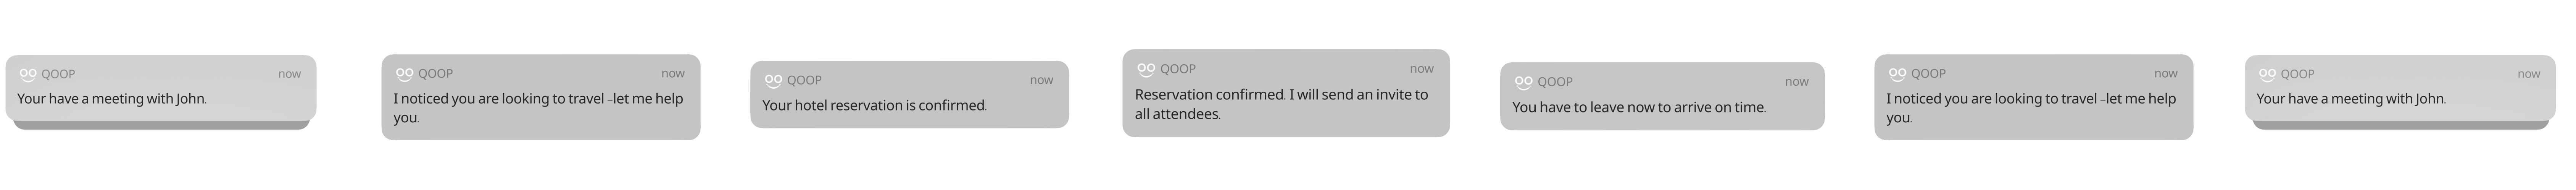 QOOP now
Your have a meeting with John.
QOOP now
I noticed you are looking to travel –let me help
you.
QOOP now
Your hotel reservation is confirmed.
QOOP now
Reservation confirmed. I will send an invite to
all attendees.
QOOP now
You have to leave now to arrive on time.
QOOP now
I noticed you are looking to travel –let me help
you.
QOOP now
Your have a meeting with John.